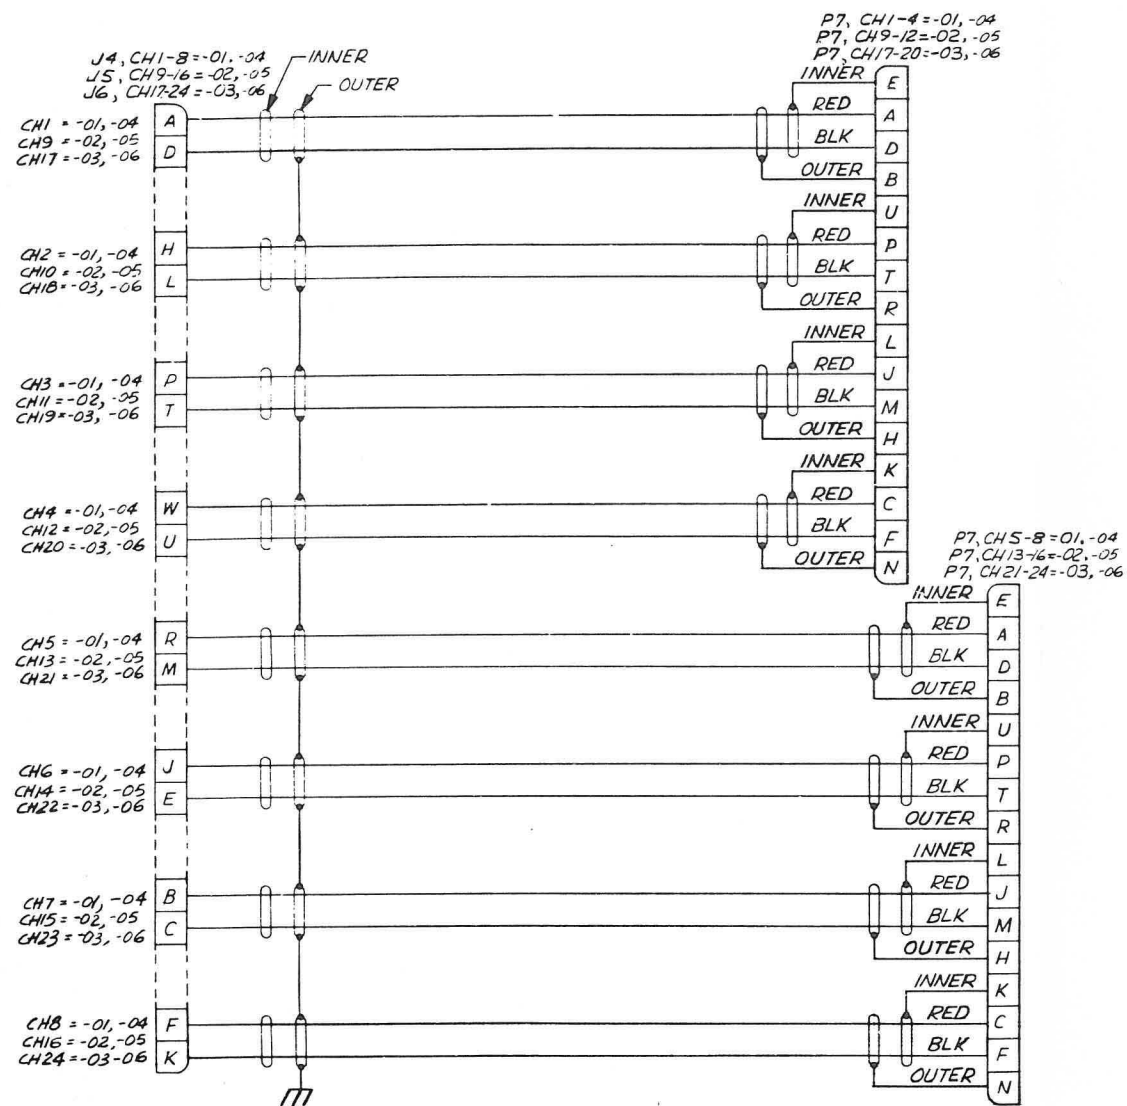 P7, CH1-4=-01, -04
P7, CH9-12=-02, -05
P7, CH17-20=-03, -06
J4, CH1-8=-01. -04
J5, CH9-16=-02, -05
J6, CH17-24=-03, -06
INNER
OUTER
CH1 = -01, -04
CH9 = -02, -05
CH17 = -03, -06
A
D
INNER E
RED A
BLK D
OUTER B
CH2 = -01, -04
CH10 = -02, -05
CH18 = -03, -06
H
L
INNER U
RED P
BLK T
OUTER R
CH3 = -01, -04
CH11 = -02, -05
CH19 = -03, -06
P
T
INNER L
RED J
BLK M
OUTER H
CH4 = -01, -04
CH12 = -02, -05
CH20 = -03, -06
W
U
INNER K
RED C
BLK F
OUTER N
P7, CH5-8=01, -04
P7, CH13-16=-02, -05
P7, CH21-24=-03, -06
CH5 = -01, -04
CH13 = -02, -05
CH21 = -03, -06
R
M
INNER E
RED A
BLK D
OUTER B
CH6 = -01, -04
CH14 = -02, -05
CH22 = -03, -06
J
E
INNER U
RED P
BLK T
OUTER R
CH7 = -01, -04
CH15 = -02, -05
CH23 = -03, -06
B
C
INNER L
RED J
BLK M
OUTER H
CH8 = -01, -04
CH16 = -02, -05
CH24 = -03-06
F
K
INNER K
RED C
BLK F
OUTER N